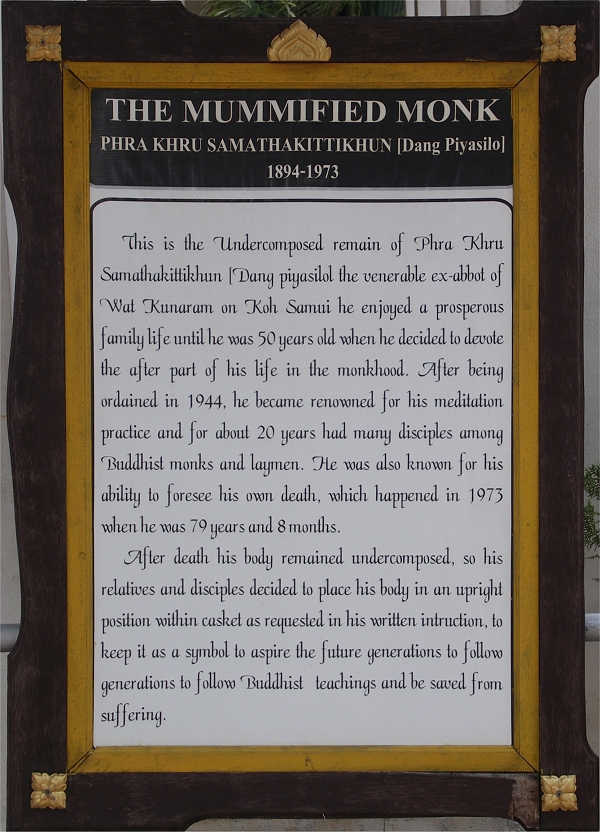 THE MUMMIFIED MONK
PHRA KHRU SAMATHAKITTIKHUN [Dang Piyasilo]
1894-1973
This is the Undercomposed remain of Phra Khru
Samathakittikhun [Dang piyasilol the venerable ex-abbot of
Wat Kunaram on Koh Samui he enjoyed a prosperous
family life until he was 50 years old when he decided to devote
the after part of his life in the monkhood. After being
ordained in 1944, he became renowned for his meditation
practice and for about 20 years had many disciples among
Buddhist monks and laymen. He was also known for his
ability to foresee his own death, which happened in 1973
when he was 79 years and 8 months.
After death his body remained undercomposed, so his
relatives and disciples decided to place his body in an upright
position within casket as requested in his written intruction, to
keep it as a symbol to aspire the future generations to follow
generations to follow Buddhist teachings and be saved from
suffering.